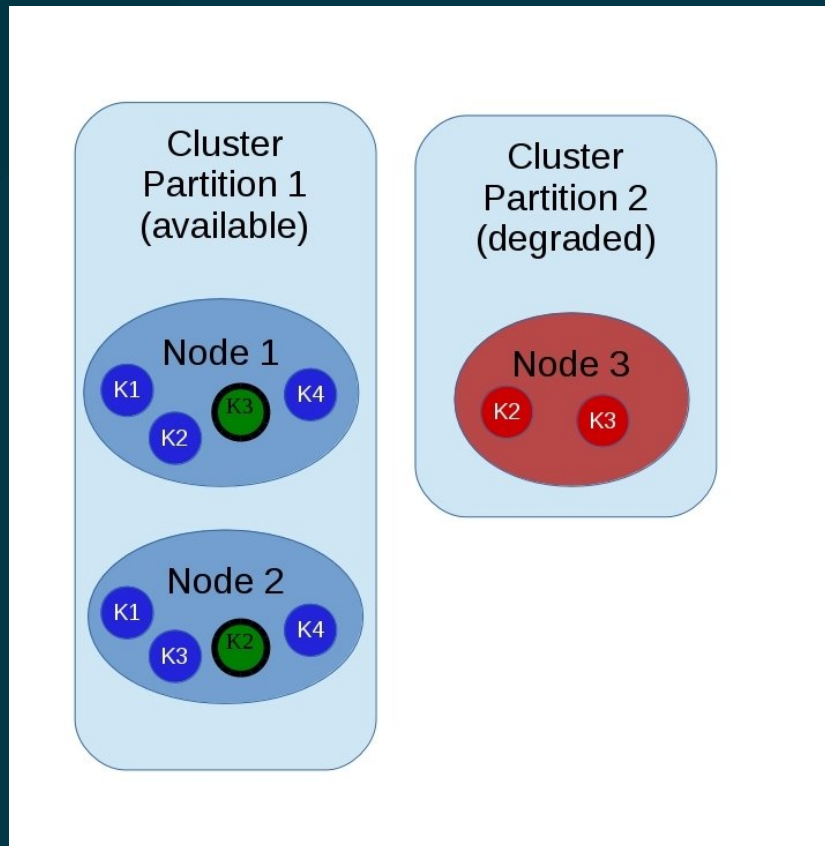 Cluster
Partition 1
(available)
Node 1
K1
K2
K3
K4
Node 2
K1
K3
K2
K4
Cluster
Partition 2
(degraded)
Node 3
K2
K3